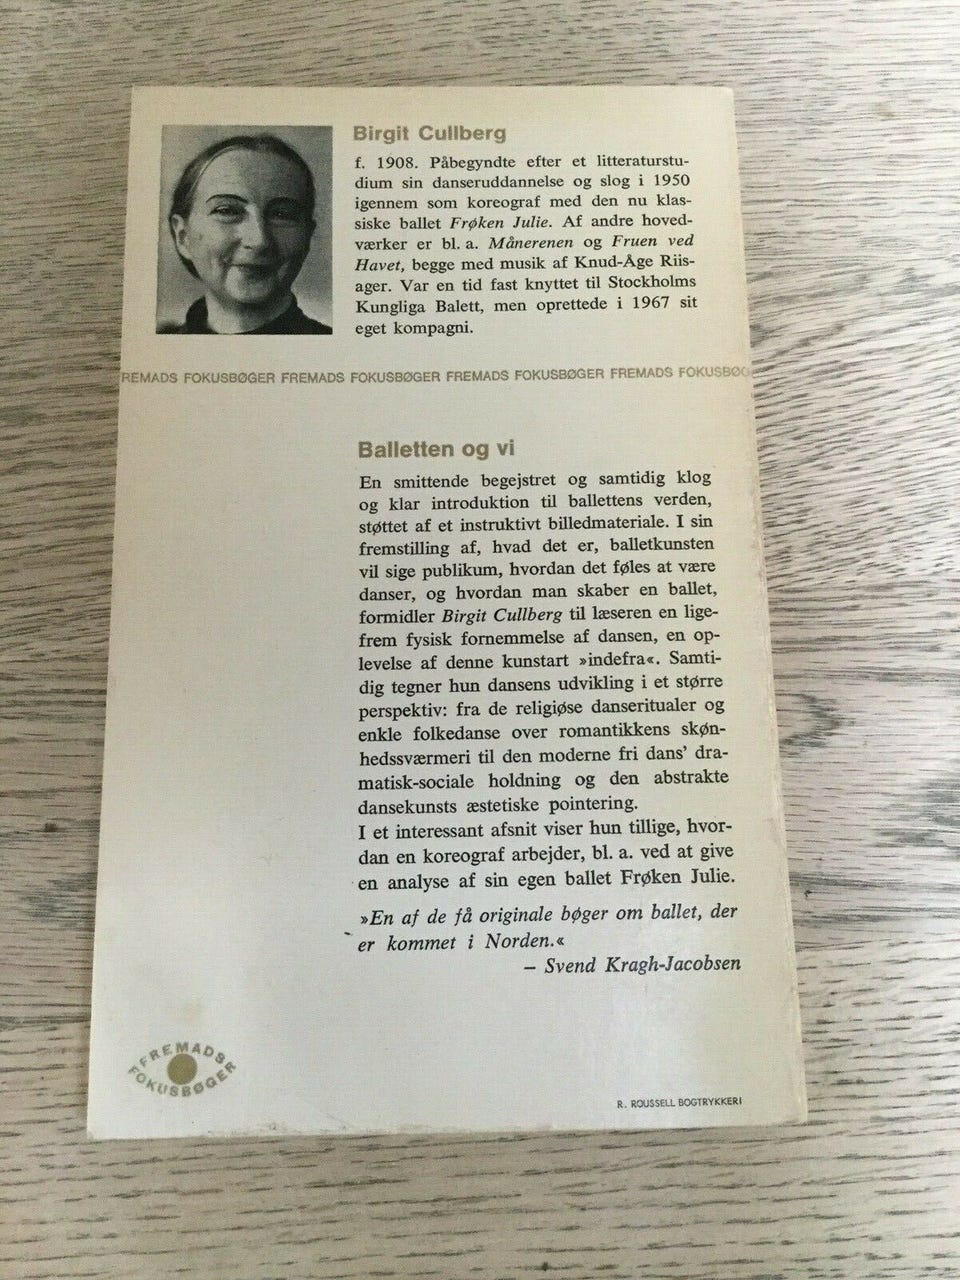 Birgit Cullberg
f. 1908. Påbegyndte efter et litteraturstu-
dium sin danseruddannelse og slog i 1950
igennem som koreograf med den nu klas-
siske ballet Frøken Julie. Af andre hoved-
værker er bl. a. Månerenen og Fruen ved
Havet, begge med musik af Knud-Åge Riis-
ager. Var en tid fast knyttet til Stockholms
Kungliga Balett, men oprettede i 1967 sit
eget kompagni.
REMADS FOKUSBØGER FREMADS FOKUSBØGER FREMADS FOKUSBØGER FREMADS FOKUSBØG
Balletten og vi
En smittende begejstret og samtidig klog
og klar introduktion til ballettens verden,
støttet af et instruktivt billedmateriale. I sin
fremstilling af, hvad det er, balletkunsten
vil sige publikum, hvordan det føles at være
danser, og hvordan man skaber en ballet,
formidler Birgit Cullberg til læseren en lige-
frem fysisk fornemmelse af dansen, en op-
levelse af denne kunstart »indefra«. Samti-
dig tegner hun dansens udvikling i et større
perspektiv: fra de religiøse danseritualer og
enkle folkedanse over romantikkens skøn-
hedssværmeri til den moderne fri dans' dra-
matisk-sociale holdning og den abstrakte
dansekunsts æstetiske pointering.
I et interessant afsnit viser hun tillige, hvor-
dan en koreograf arbejder, bl. a. ved at give
en analyse af sin egen ballet Frøken Julie.
»En af de få originale bøger om ballet, der
er kommet i Norden.«
– Svend Kragh-Jacobsen
FREMADS
FOKUSBØGER
R. ROUSSELL BOGTRYKKERI